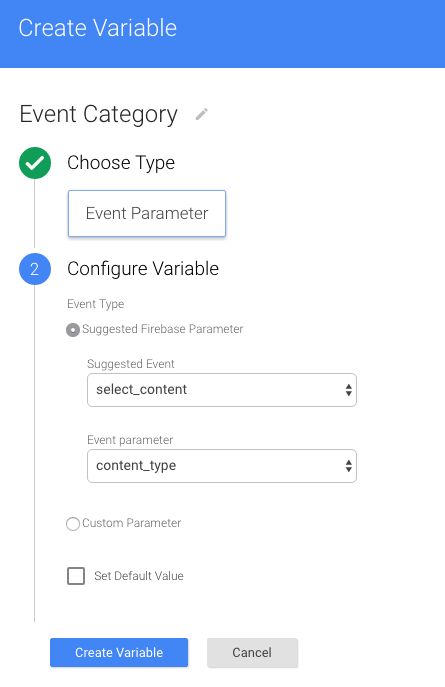 Create Variable
Event Category
Choose Type
Event Parameter
2 Configure Variable
Event Type
Suggested Firebase Parameter
Suggested Event
select_content
Event parameter
content_type
Custom Parameter
Set Default Value
Create Variable Cancel